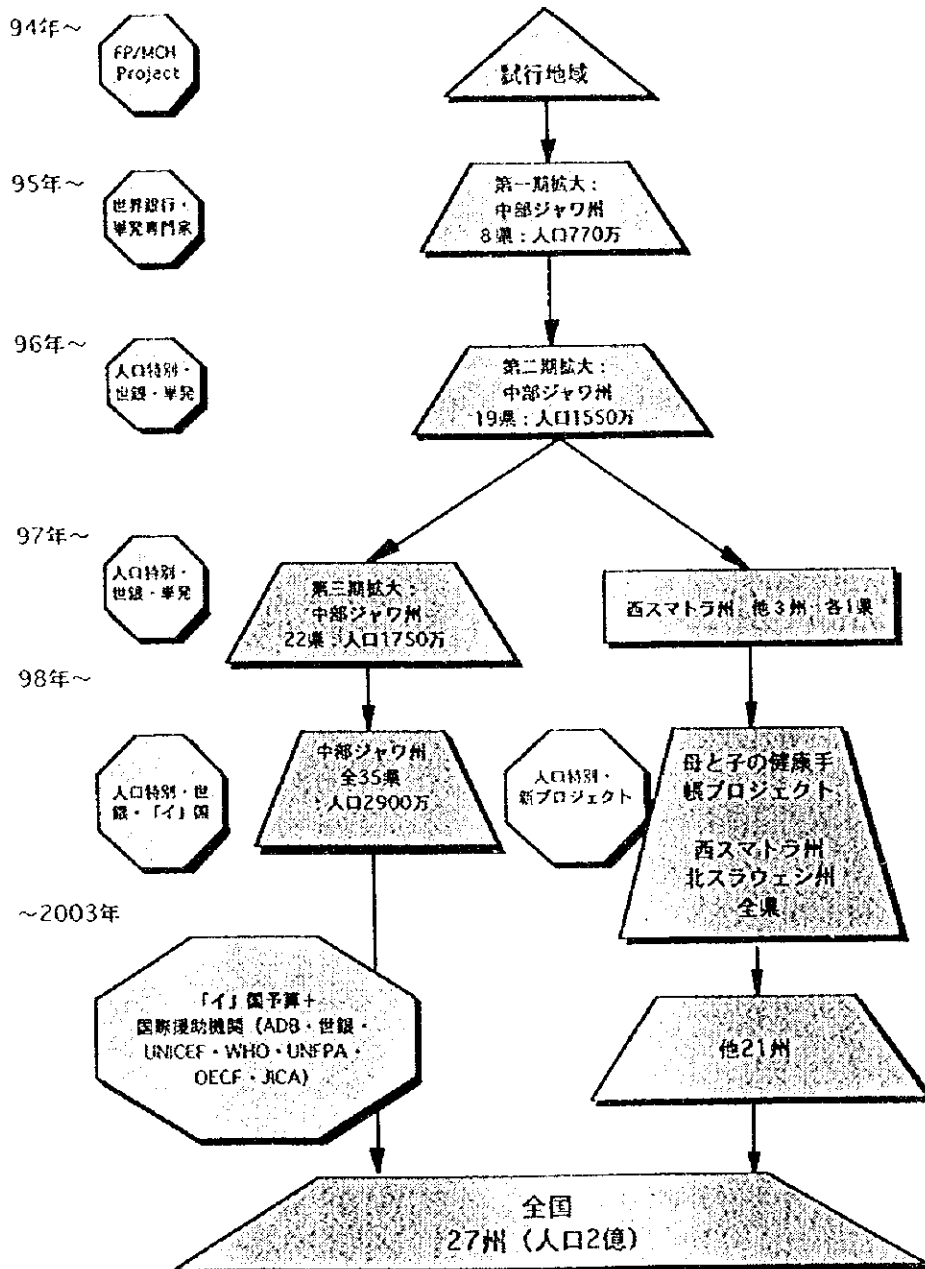 94年～
FP/MCH
Project
試行地域
95年～
世界銀行・
単発専門家
第一期拡大：
中部ジャワ州
8県：人口770万
96年～
人口特別・
世銀・単発
第二期拡大：
中部ジャワ州
19県：人口1550万
97年～
人口特別・
世銀・単発
第三期拡大：
中部ジャワ州
22県：人口1750万
西スマトラ州 他３州 各1県
98年～
人口特別・世
銀・「イ」国
中部ジャワ州
全35県
人口2900万
人口特別・
新プロジェクト
母と子の健康手
帳プロジェクト
西スマトラ州
北スラウェシ州
全県
～2003年
「イ」国予算＋
国際援助機関（ADB・世銀・
UNICEF・WHO・UNFPA・
OECF・JICA）
他21州
全国
27州（人口2億）